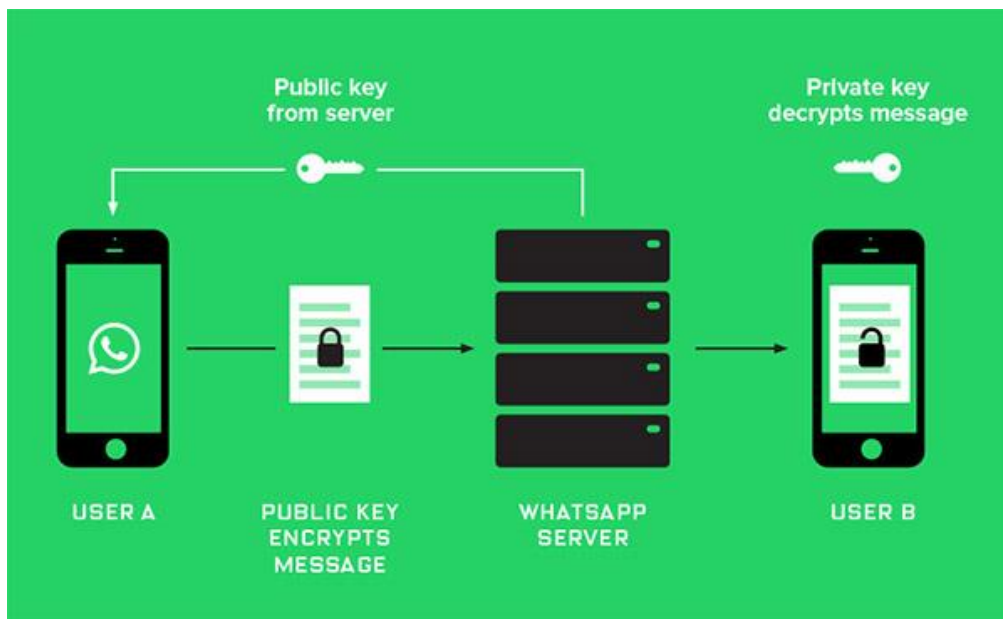 Public key
from server
Private key
decrypts message
USER A
PUBLIC KEY
ENCRYPTS
MESSAGE
WHATSAPP
SERVER
USER B